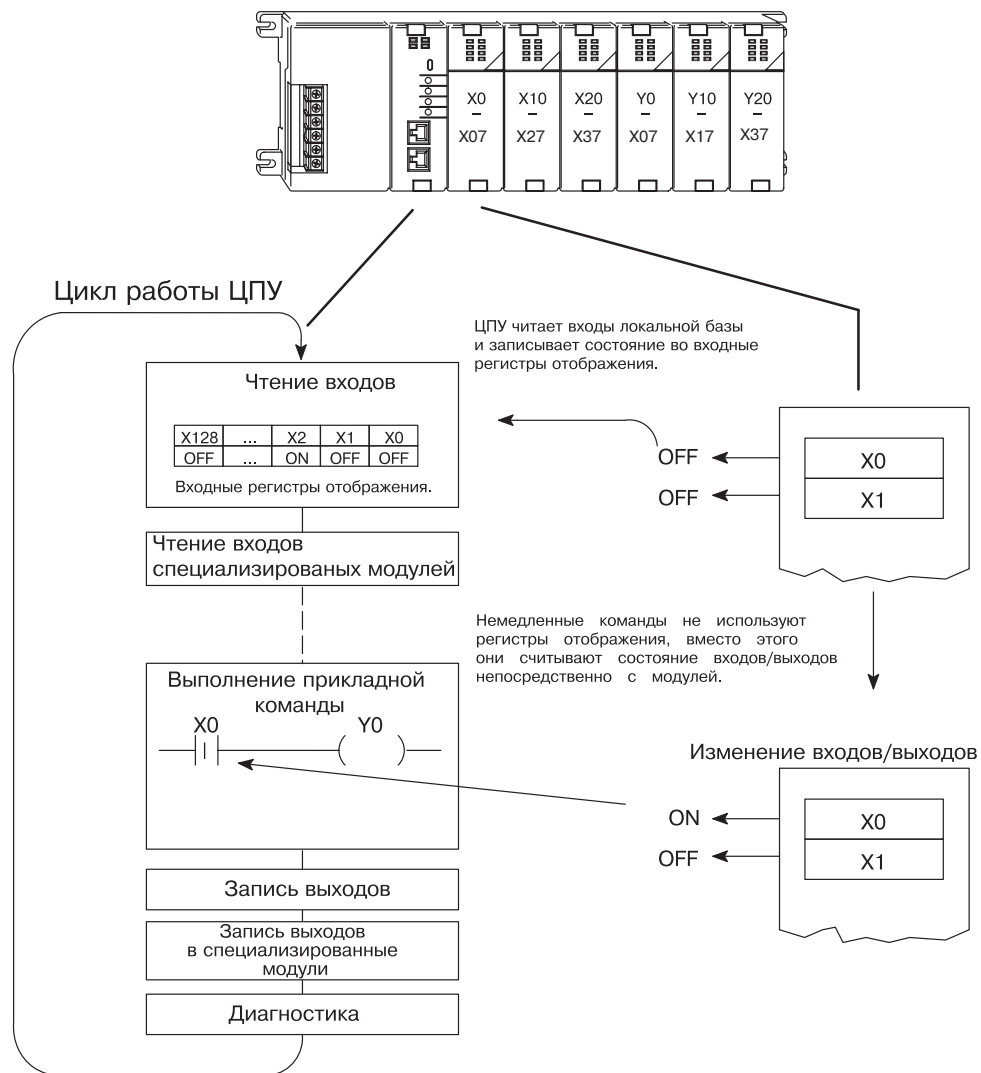 X0 X10 X20 Y0 Y10 Y20
– – – – – –
X07 X27 X37 X07 X17 X37
Цикл работы ЦПУ
ЦПУ читает входы локальной базы
и записывает состояние во входные
регистры отображения.
Чтение входов
X128 ... X2 X1 X0
OFF ... ON OFF OFF
Входные регистры отображения.
OFF
OFF
X0
X1
Чтение входов
специализированых модулей
Немедленные команды не используют
регистры отображения, вместо этого
они считывают состояние входов/выходов
непосредственно с модулей.
Выполнение прикладной
команды
X0 Y0
Изменение входов/выходов
ON
OFF
X0
X1
Запись выходов
Запись выходов
в специализированные
модули
Диагностика